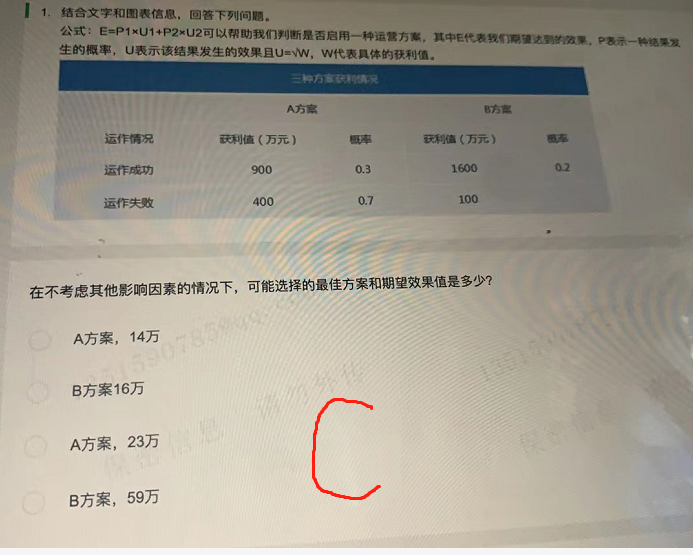 1. 结合文字和图表信息，回答下列问题。
公式：E=P1×U1+P2×U2可以帮助我们判断是否启用一种运营方案，其中E代表我们期望达到的效果，P表示一种结果发
生的概率，U表示该结果发生的效果且U=√W，W代表具体的获利值。
三种方案获利情况
A方案 B方案
运作情况 获利值（万元） 概率 获利值（万元） 概率
运作成功 900 0.3 1600 0.2
运作失败 400 0.7 100
在不考虑其他影响因素的情况下，可能选择的最佳方案和期望效果值是多少？
A方案，14万
B方案16万
A方案，23万
B方案，59万
C
保密信息 请勿外传